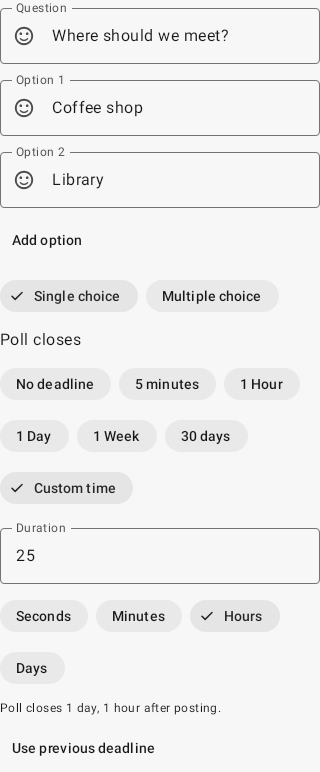 Question
Where should we meet?
Option 1
Coffee shop
Option 2
Library
Add option
Single choice
Multiple choice
Poll closes
No deadline
5 minutes
1 Hour
1 Day
1 Week
30 days
Custom time
Duration
25
Seconds
Minutes
Hours
Days
Poll closes 1 day, 1 hour after posting.
Use previous deadline